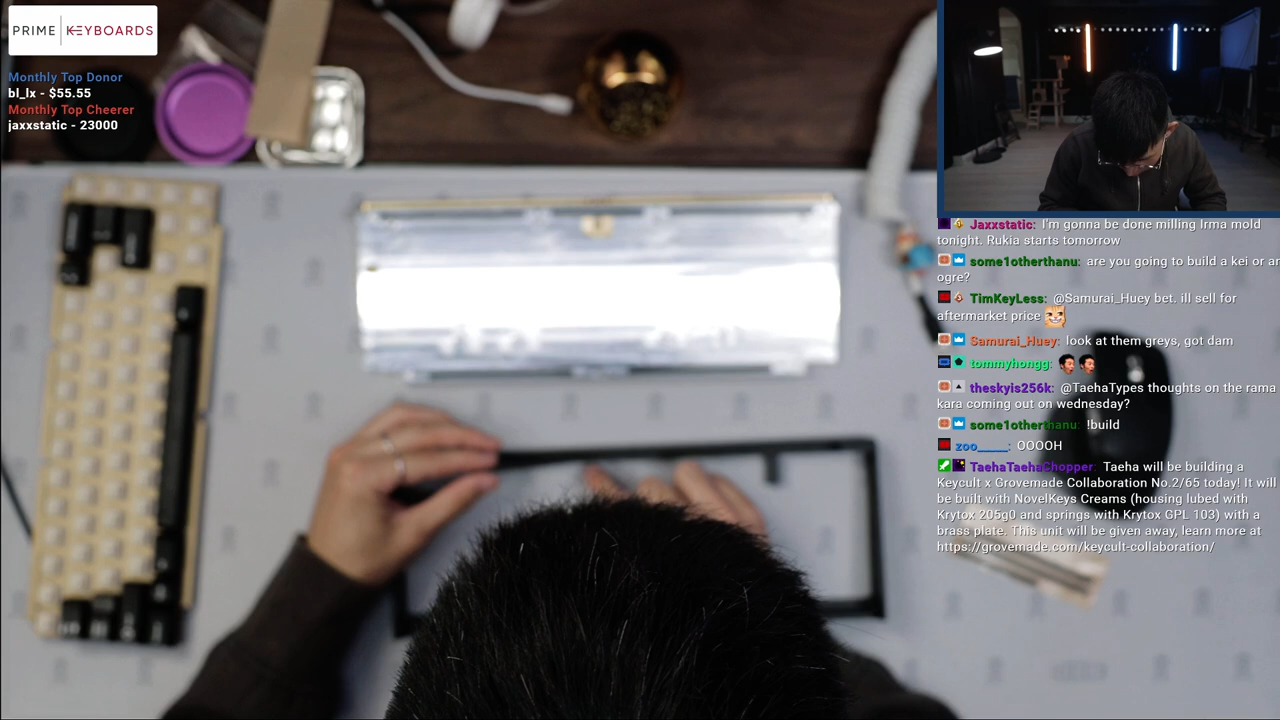 PRIME KEYBOARDS
Monthly Top Donor
bl_lx - $55.55
Monthly Top Cheerer
jaxxstatic - 23000
Jaxxstatic: I'm gonna be done milling Irma mold
tonight. Rukia starts tomorrow
some1otherthanu: are you going to build a kei or an
ogre?
TimKeyLess: @Samurai_Huey bet. ill sell for
aftermarket price
Samurai_Huey: look at them greys, got dam
tommyhongg:
theskyis256k: @TaehaTypes thoughts on the rama
kara coming out on wednesday?
some1otherthanu: !build
zoo_____: OOOOH
TaehaTaehaChopper: Taeha will be building a
Keycult x Grovemade Collaboration No.2/65 today! It will
be built with NovelKeys Creams (housing lubed with
Krytox 205g0 and springs with Krytox GPL 103) with a
brass plate. This unit will be given away, learn more at
https://grovemade.com/keycult-collaboration/